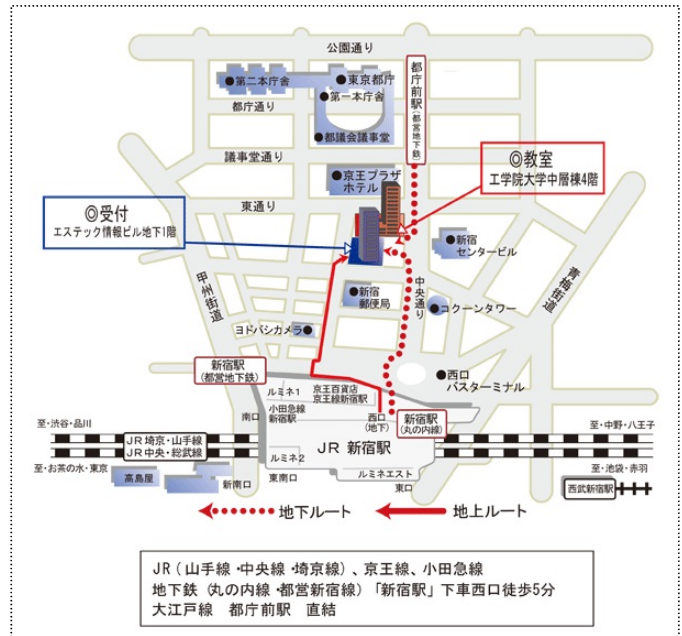 公園通り
●第二本庁舎
●東京都庁
●第一本庁舎
都庁通り
●都議会議事堂
都庁前駅(都営地下鉄)
議事堂通り
◎教室
工学院大学中層棟4階
●京王プラザ
ホテル
◎受付
エステック情報ビル地下1階
東通り
●新宿
センタービル
甲州街道
中央通り
青梅街道
●新宿
郵便局
●コクーンタワー
ヨドバシカメラ●
新宿駅
(都営地下鉄)
●西口
バスターミナル
ルミネ1
京王百貨店
京王線新宿駅
小田急線
新宿駅
南口
西口
(地下)
新宿駅
(丸の内線)
至・渋谷・品川
至・中野・八王子
JR 埼京・山手線
JR 中央・総武線
JR 新宿駅
至・お茶の水・東京
ルミネ2
ルミネエスト
至・池袋・赤羽
高島屋
新南口
東南口
東口
西武新宿駅
地下ルート
地上ルート
JR(山手線・中央線・埼京線)、京王線、小田急線
地下鉄(丸の内線・都営新宿線)「新宿駅」下車西口徒歩5分
大江戸線 都庁前駅 直結